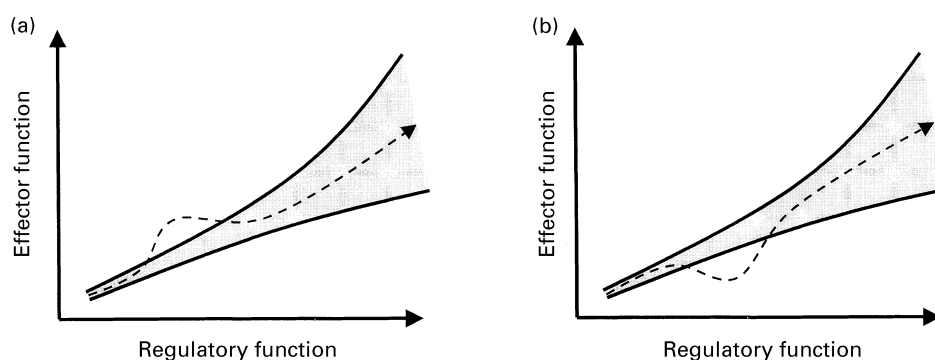 (a)
Effector function
Regulatory function
(b)
Effector function
Regulatory function